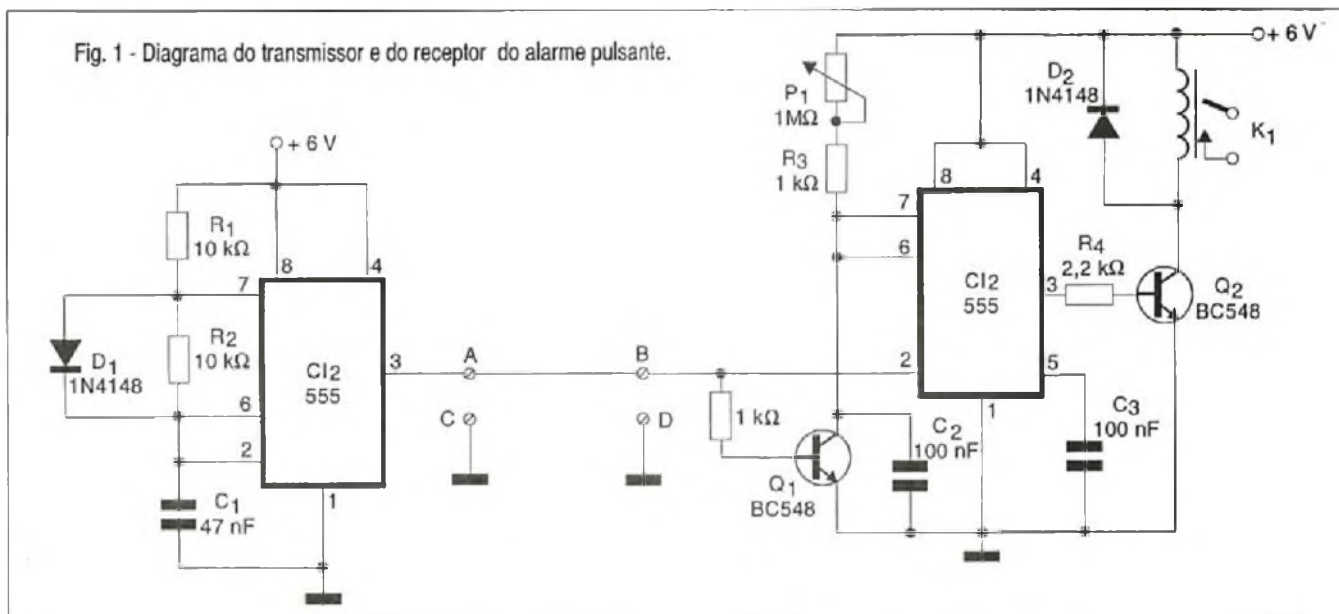 Fig. 1 - Diagrama do transmissor e do receptor do alarme pulsante.
+ 6 V
R1
10 kΩ
8
4
7
R2
10 kΩ
D1
1N4148
CI2
555
3
6
2
C1
47 nF
1
A
B
C
D
1 kΩ
Q1
BC548
+ 6 V
P1
1MΩ
R3
1 kΩ
8
4
7
6
CI2
555
3
2
5
1
R4
2,2 kΩ
Q2
BC548
D2
1N4148
K1
C2
100 nF
C3
100 nF